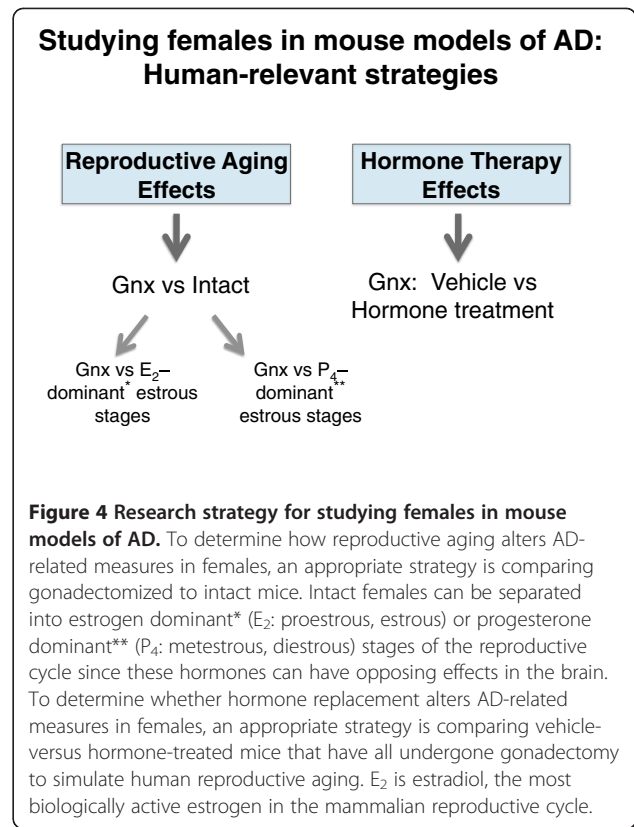 Studying females in mouse models of AD:
Human-relevant strategies
Reproductive Aging
Effects
Hormone Therapy
Effects
Gnx vs Intact
Gnx: Vehicle vs
Hormone treatment
Gnx vs E₂–
dominant* estrous
stages
Gnx vs P₄–
dominant**
estrous stages
Figure 4 Research strategy for studying females in mouse
models of AD. To determine how reproductive aging alters AD-
related measures in females, an appropriate strategy is comparing
gonadectomized to intact mice. Intact females can be separated
into estrogen dominant* (E₂: proestrous, estrous) or progesterone
dominant** (P₄: metestrous, diestrous) stages of the reproductive
cycle since these hormones can have opposing effects in the brain.
To determine whether hormone replacement alters AD-related
measures in females, an appropriate strategy is comparing vehicle-
versus hormone-treated mice that have all undergone gonadectomy
to simulate human reproductive aging. E₂ is estradiol, the most
biologically active estrogen in the mammalian reproductive cycle.